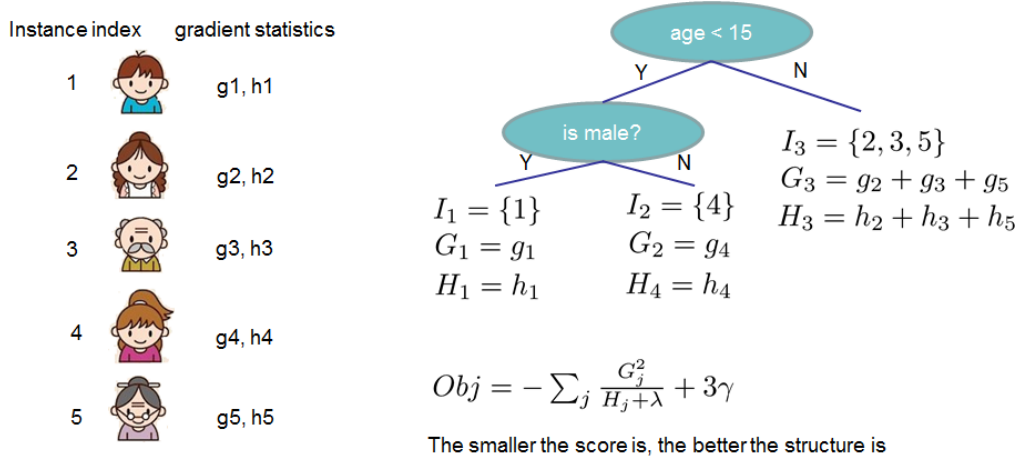 Instance index gradient statistics
1 g1, h1
2 g2, h2
3 g3, h3
4 g4, h4
5 g5, h5
age < 15
Y N
is male?
Y N
I₁ = {1}
G₁ = g₁
H₁ = h₁
I₂ = {4}
G₂ = g₄
H₄ = h₄
I₃ = {2, 3, 5}
G₃ = g₂ + g₃ + g₅
H₃ = h₂ + h₃ + h₅
Obj = − ∑ⱼ Gⱼ² / (Hⱼ+λ) + 3γ
The smaller the score is, the better the structure is